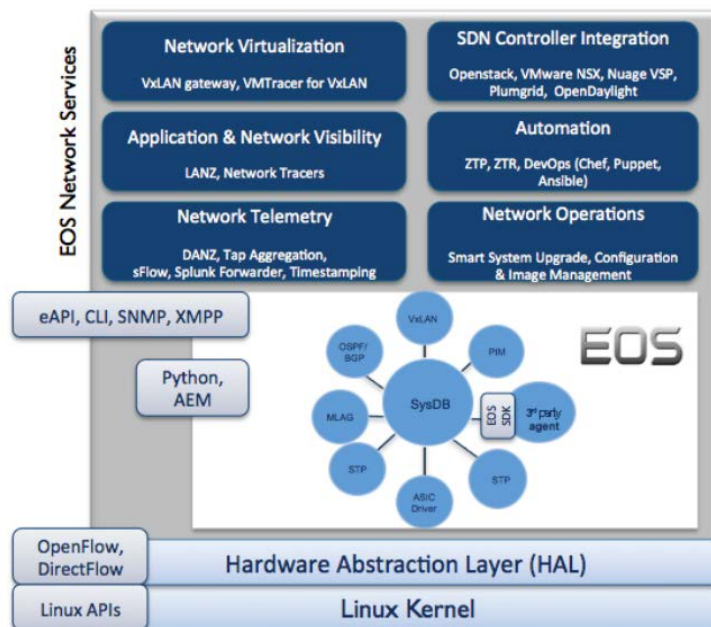 EOS Network Services
Network Virtualization
VxLAN gateway, VMTracer for VxLAN
SDN Controller Integration
Openstack, VMware NSX, Nuage VSP,
Plumgrid, OpenDaylight
Application & Network Visibility
LANZ, Network Tracers
Automation
ZTP, ZTR, DevOps (Chef, Puppet,
Ansible)
Network Telemetry
DANZ, Tap Aggregation,
sFlow, Splunk Forwarder, Timestamping
Network Operations
Smart System Upgrade, Configuration
& Image Management
eAPI, CLI, SNMP, XMPP
Python,
AEM
EOS
VxLAN
OSPF/
BGP
PIM
SysDB
MLAG
EOS
SDK
3rd party
agent
STP
STP
ASIC
Driver
OpenFlow,
DirectFlow
Hardware Abstraction Layer (HAL)
Linux APIs
Linux Kernel